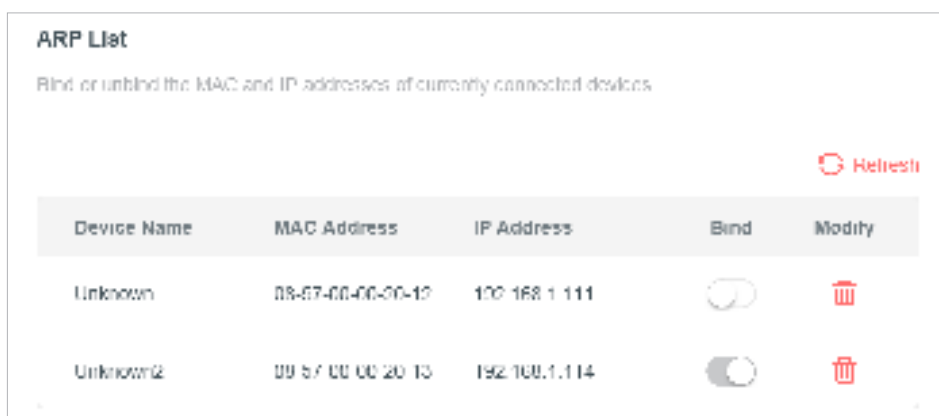 ARP List
Bind or unbind the MAC and IP addresses of currently connected devices.
Refresh
Device Name MAC Address IP Address Bind Modify
Unknown 192.168.1.111
Unknown2 192.168.1.114